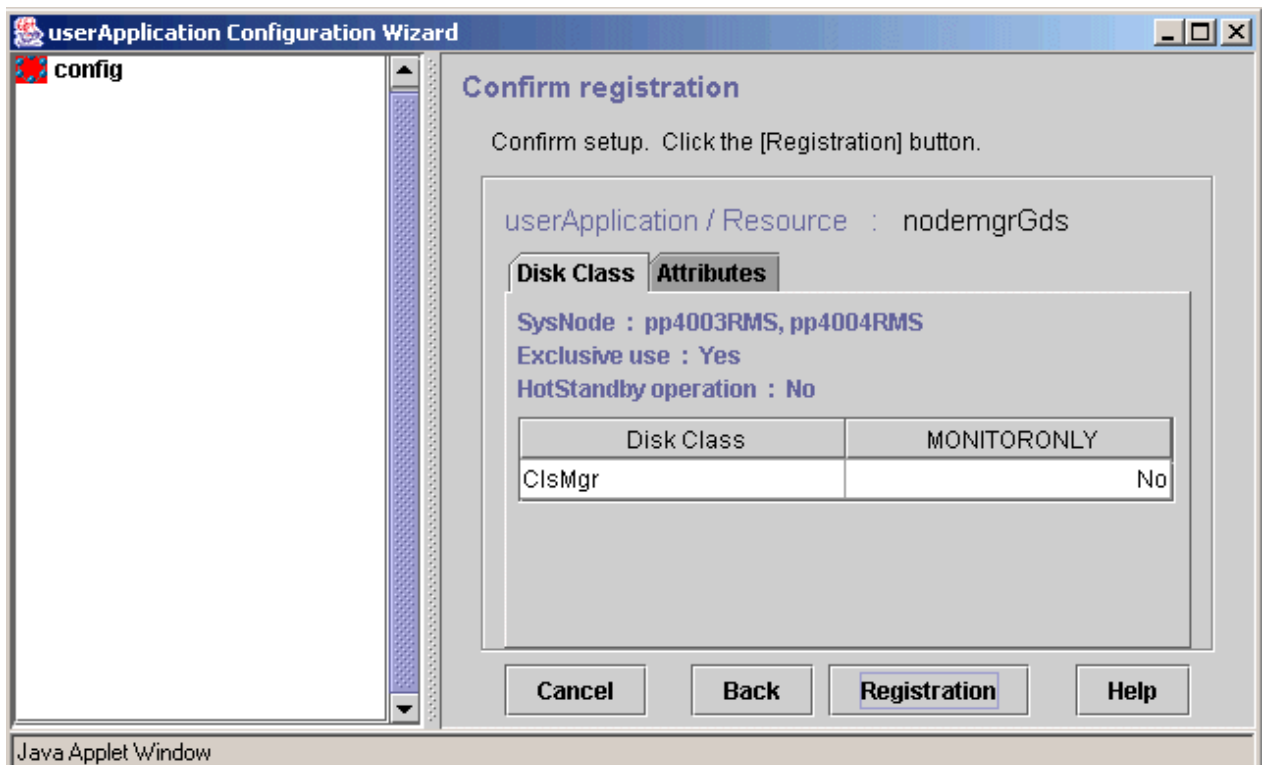 userApplication Configuration Wizard
config
Confirm registration
Confirm setup. Click the [Registration] button.
userApplication / Resource : nodemgrGds
Disk Class Attributes
SysNode : pp4003RMS, pp4004RMS
Exclusive use : Yes
HotStandby operation : No
Disk Class MONITORONLY
ClsMgr No
Cancel Back Registration Help
Java Applet Window